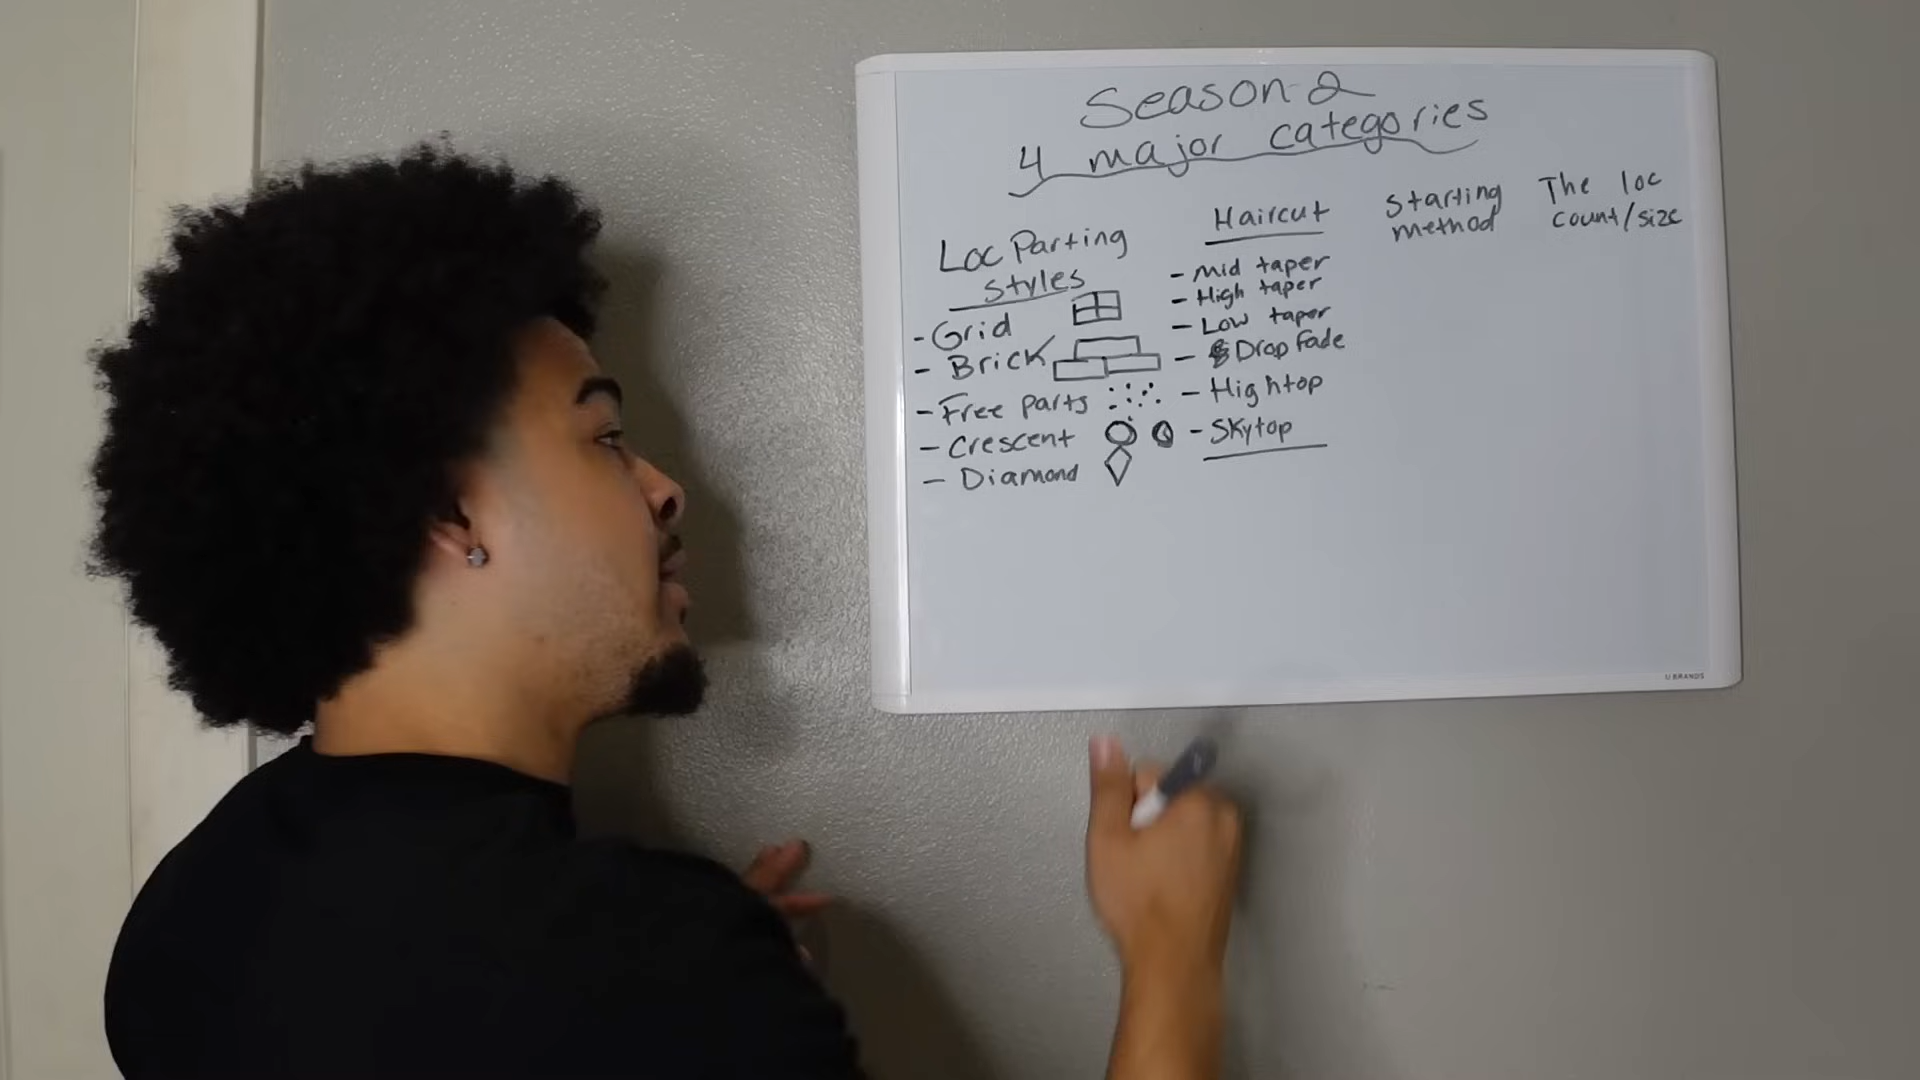 Season 2
4 major categories
Loc Parting
styles
- Grid
- Brick
- Free parts
- Crescent
- Diamond
Haircut
- Mid taper
- High taper
- Low taper
- Drop Fade
- Hightop
- Skytop
Starting
method
The loc
count/size
U BRANDS